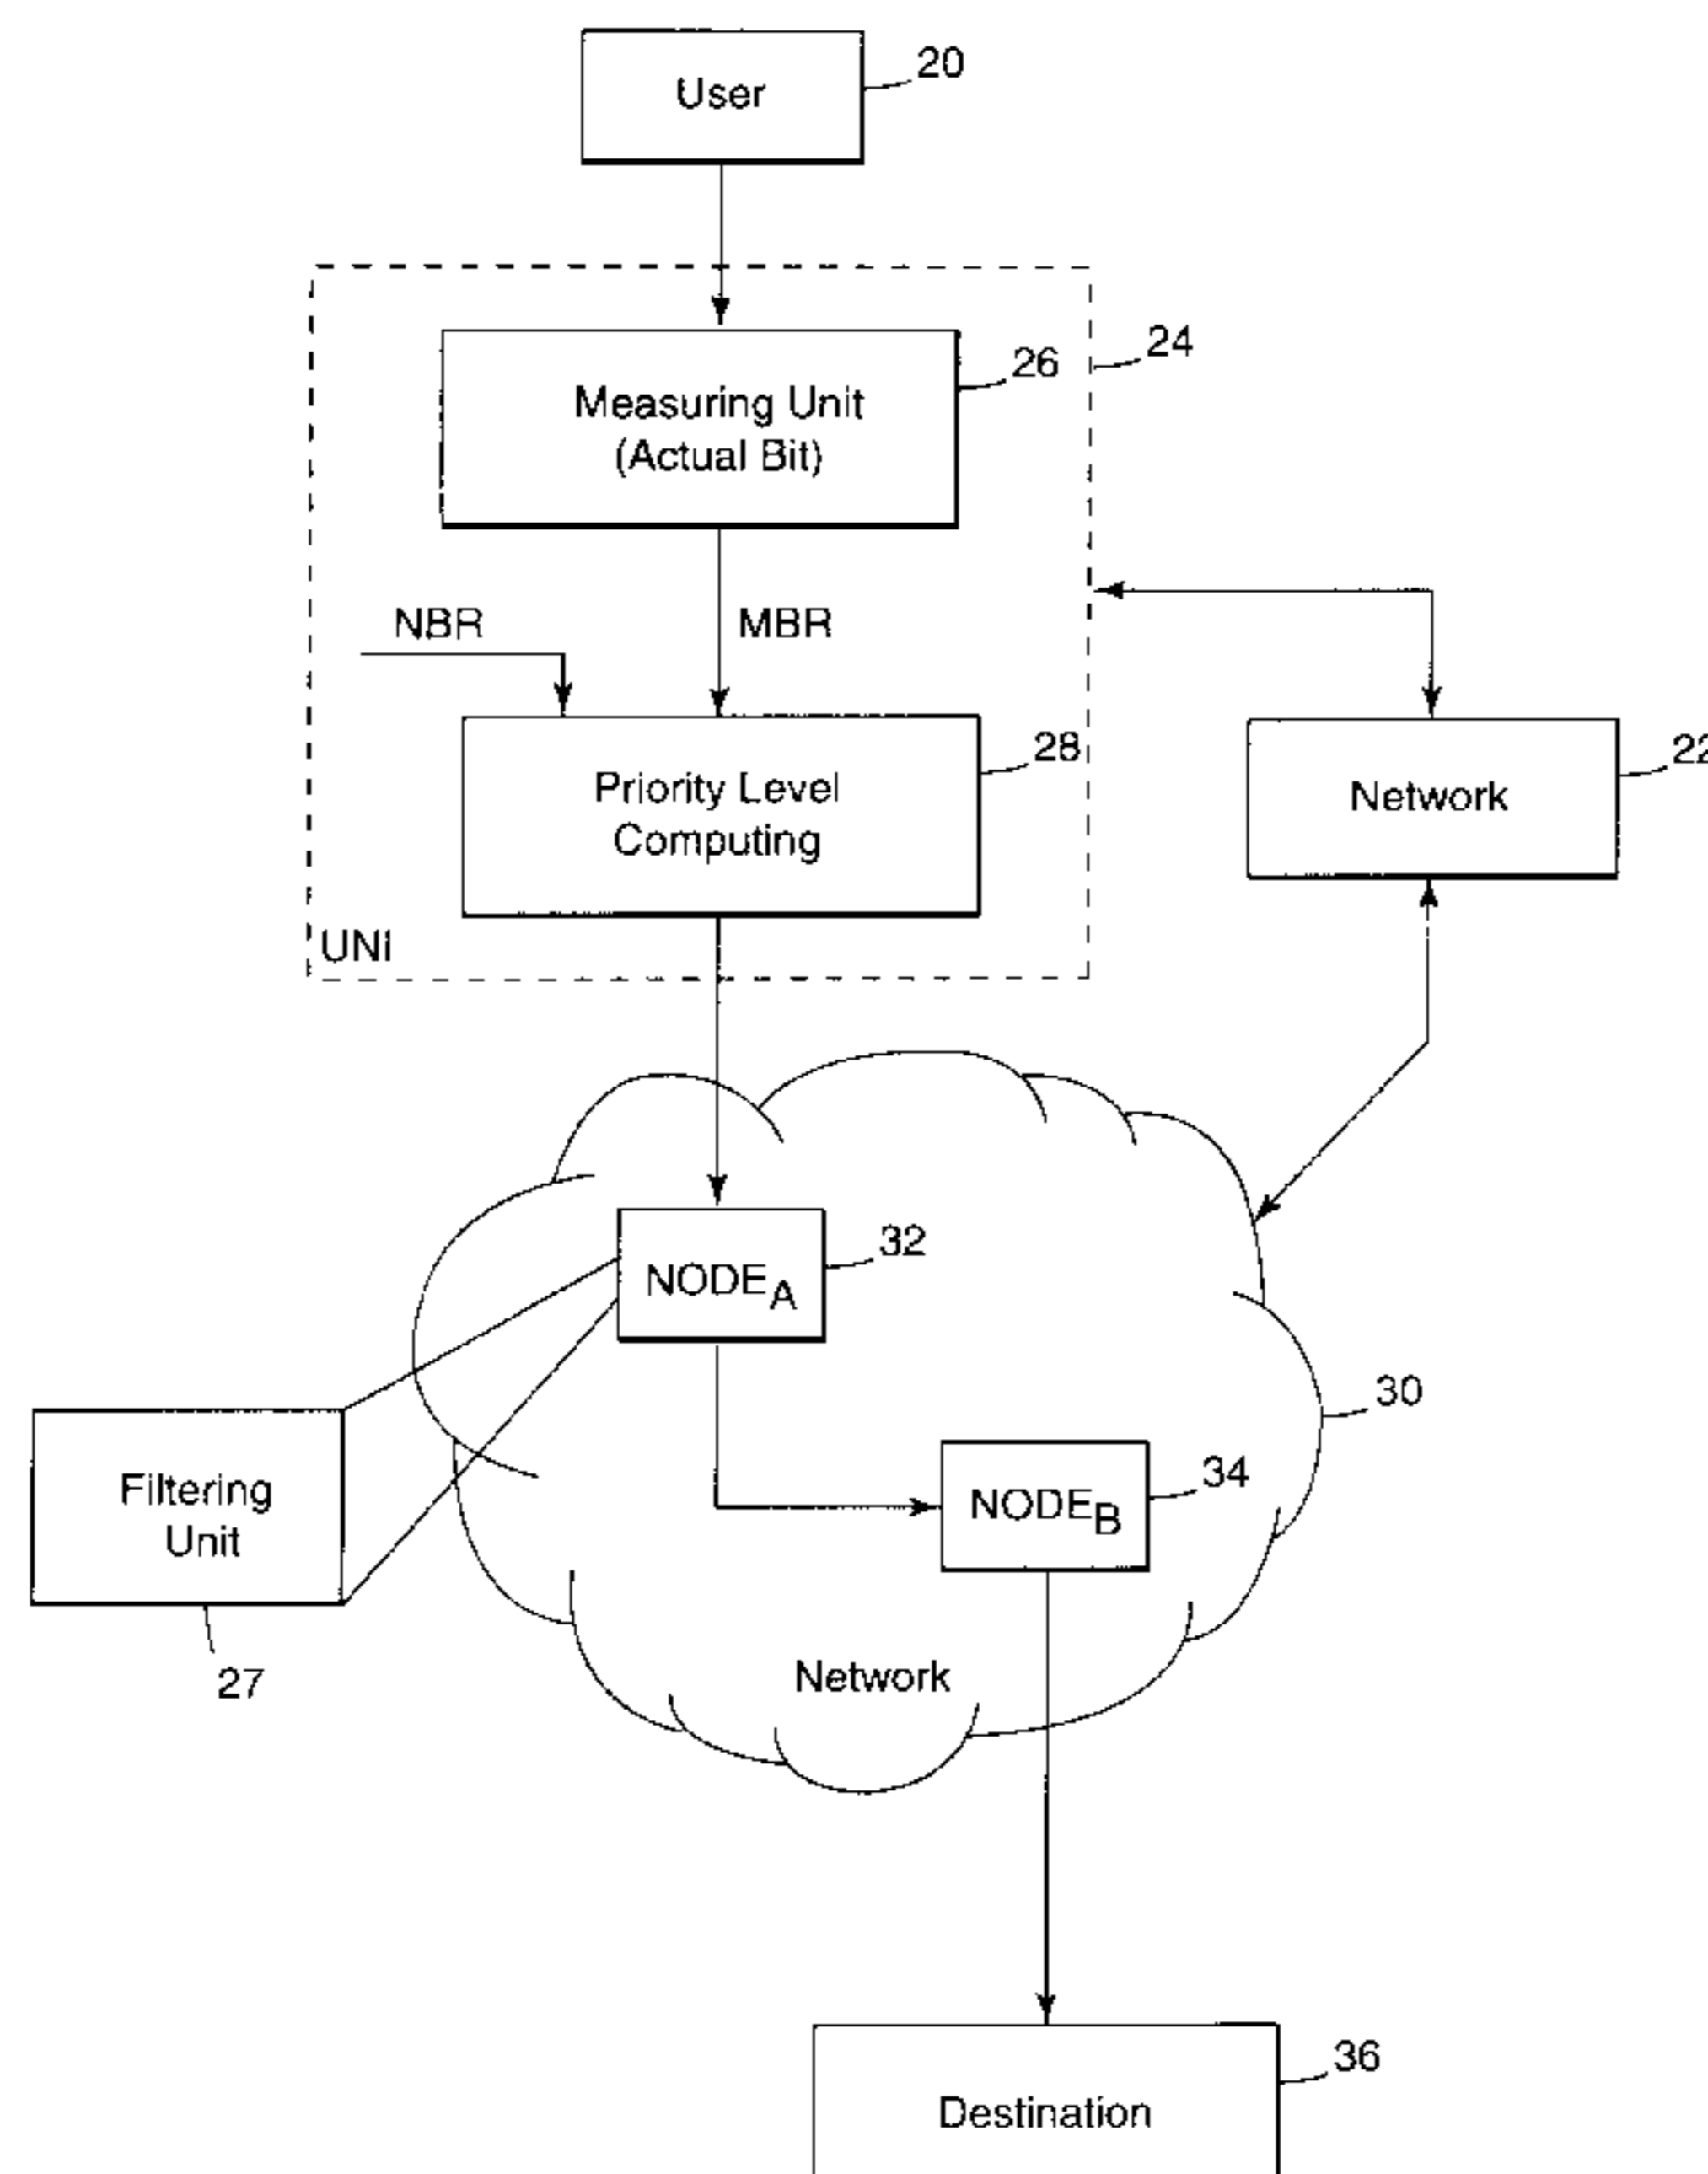 User
20
24
26
Measuring Unit
(Actual Bit)
NBR
MBR
28
Priority Level
Computing
22
Network
UNI
32
NODEA
30
34
NODEB
Filtering
Unit
27
Network
36
Destination